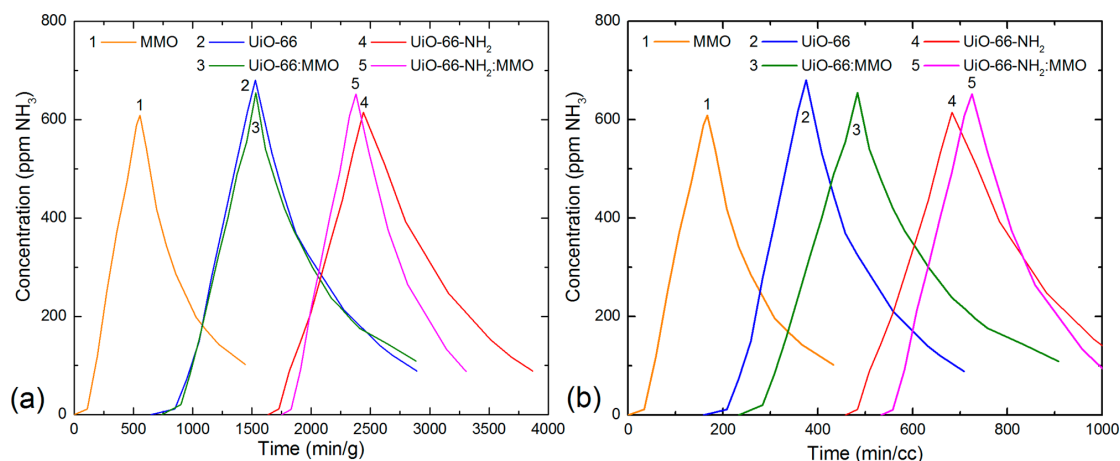 800
600
400
200
0
Concentration (ppm NH₃)
1 MMO 2 UiO-66 4 UiO-66-NH₂
3 UiO-66:MMO 5 UiO-66-NH₂:MMO
1
2
3
5
4
0 500 1000 1500 2000 2500 3000 3500 4000
(a) Time (min/g)
800
600
400
200
0
Concentration (ppm NH₃)
1 MMO 2 UiO-66 4 UiO-66-NH₂
3 UiO-66:MMO 5 UiO-66-NH₂:MMO
1
2
3
4
5
0 200 400 600 800 1000
(b) Time (min/cc)